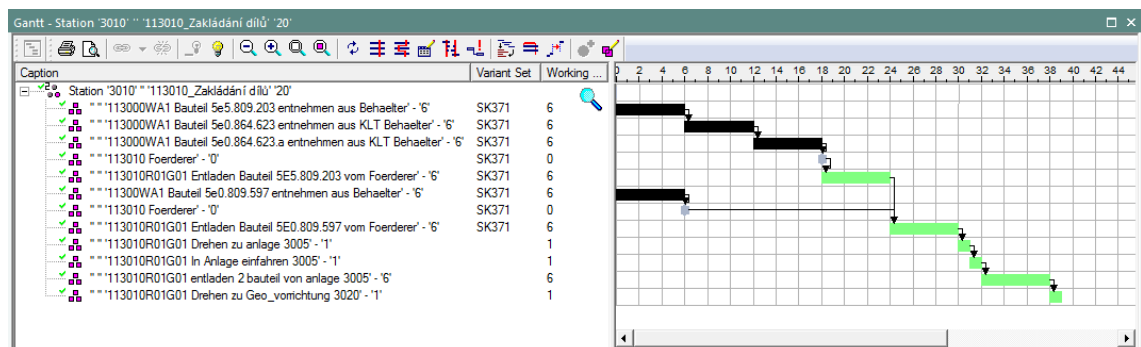 Gantt - Station '3010' '' '113010_Zakládání dílů' '20'
Caption Variant Set Working ... 0 2 4 6 8 10 12 14 16 18 20 22 24 26 28 30 32 34 36 38 40 42 44
Station '3010' '' '113010_Zakládání dílů' '20'
'' '' '113000WA1 Bauteil 5e5.809.203 entnehmen aus Behaelter' - '6' SK371 6
'' '' '113000WA1 Bauteil 5e0.864.623 entnehmen aus KLT Behaelter' - '6' SK371 6
'' '' '113000WA1 Bauteil 5e0.864.623.a entnehmen aus KLT Behaelter' - '6' SK371 6
'' '' '113010 Foerderer' - '0' SK371 0
'' '' '113010R01G01 Entladen Bauteil 5E5.809.203 vom Foerderer' - '6' SK371 6
'' '' '11300WA1 Bauteil 5e0.809.597 entnehmen aus Behaelter' - '6' SK371 6
'' '' '113010 Foerderer' - '0' SK371 0
'' '' '113010R01G01 Entladen Bauteil 5E0.809.597 vom Foerderer' - '6' SK371 6
'' '' '113010R01G01 Drehen zu anlage 3005' - '1' 1
'' '' '113010R01G01 In Anlage einfahren 3005' - '1' 1
'' '' '113010R01G01 entladen 2 bauteil von anlage 3005' - '6' 6
'' '' '113010R01G01 Drehen zu Geo_vorrichtung 3020' - '1' 1